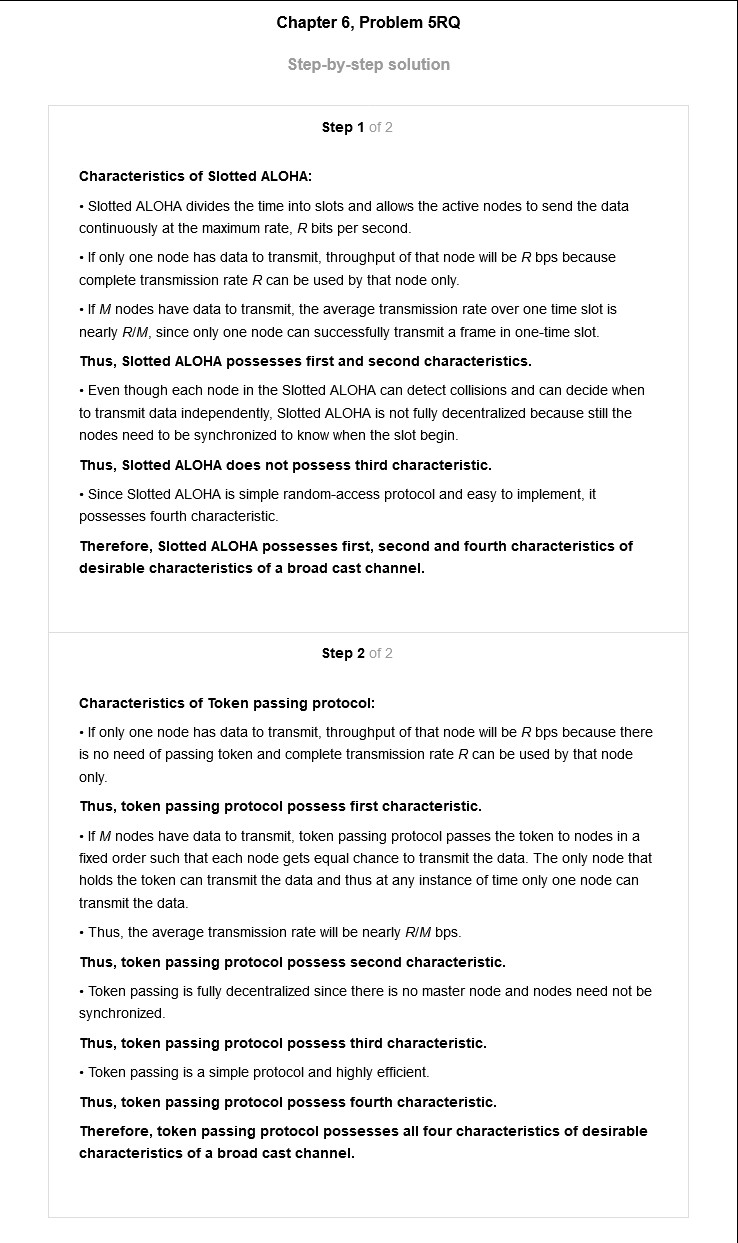 Chapter 6, Problem 5RQ
Step-by-step solution
Step 1 of 2
Characteristics of Slotted ALOHA:
• Slotted ALOHA divides the time into slots and allows the active nodes to send the data
continuously at the maximum rate, R bits per second.
• If only one node has data to transmit, throughput of that node will be R bps because
complete transmission rate R can be used by that node only.
• If M nodes have data to transmit, the average transmission rate over one time slot is
nearly R/M, since only one node can successfully transmit a frame in one-time slot.
Thus, Slotted ALOHA possesses first and second characteristics.
• Even though each node in the Slotted ALOHA can detect collisions and can decide when
to transmit data independently, Slotted ALOHA is not fully decentralized because still the
nodes need to be synchronized to know when the slot begin.
Thus, Slotted ALOHA does not possess third characteristic.
• Since Slotted ALOHA is simple random-access protocol and easy to implement, it
possesses fourth characteristic.
Therefore, Slotted ALOHA possesses first, second and fourth characteristics of
desirable characteristics of a broad cast channel.
Step 2 of 2
Characteristics of Token passing protocol:
• If only one node has data to transmit, throughput of that node will be R bps because there
is no need of passing token and complete transmission rate R can be used by that node
only.
Thus, token passing protocol possess first characteristic.
• If M nodes have data to transmit, token passing protocol passes the token to nodes in a
fixed order such that each node gets equal chance to transmit the data. The only node that
holds the token can transmit the data and thus at any instance of time only one node can
transmit the data.
• Thus, the average transmission rate will be nearly R/M bps.
Thus, token passing protocol possess second characteristic.
• Token passing is fully decentralized since there is no master node and nodes need not be
synchronized.
Thus, token passing protocol possess third characteristic.
• Token passing is a simple protocol and highly efficient.
Thus, token passing protocol possess fourth characteristic.
Therefore, token passing protocol possesses all four characteristics of desirable
characteristics of a broad cast channel.